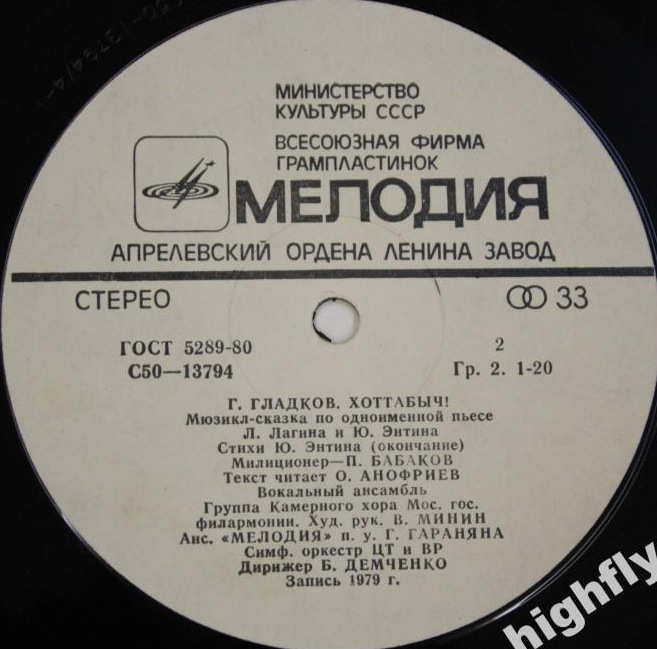 МИНИСТЕРСТВО
КУЛЬТУРЫ СССР
ВСЕСОЮЗНАЯ ФИРМА
ГРАМПЛАСТИНОК
МЕЛОДИЯ
АПРЕЛЕВСКИЙ ОРДЕНА ЛЕНИНА ЗАВОД
СТЕРЕО 33
ГОСТ 5289-80 2
С50—13794 Гр. 2. 1-20
Г. ГЛАДКОВ. ХОТТАБЫЧ!
Мюзикл-сказка по одноименной пьесе
Л. Лагина и Ю. Энтина
Стихи Ю. Энтина (окончание)
Милиционер—П. БАБАКОВ
Текст читает О. АНОФРИЕВ
Вокальный ансамбль
Группа Камерного хора Мос. гос.
филармонии. Худ. рук. В. МИНИН
Анс. «МЕЛОДИЯ» п. у. Г. ГАРАНЯНА
Симф. оркестр ЦТ и ВР
Дирижер Б. ДЕМЧЕНКО
Запись 1979 г.
highfly